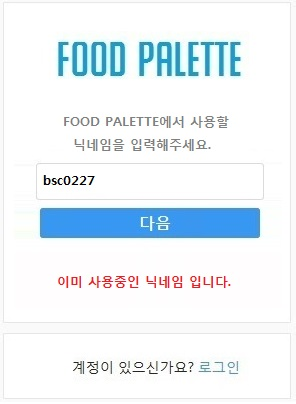 FOOD PALETTE
FOOD PALETTE에서 사용할
닉네임을 입력해주세요.
bsc0227
다음
이미 사용중인 닉네임 입니다.
계정이 있으신가요? 로그인